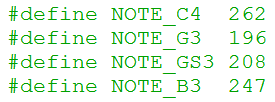 #define NOTE_C4  262
#define NOTE_G3  196
#define NOTE_GS3 208
#define NOTE_B3  247